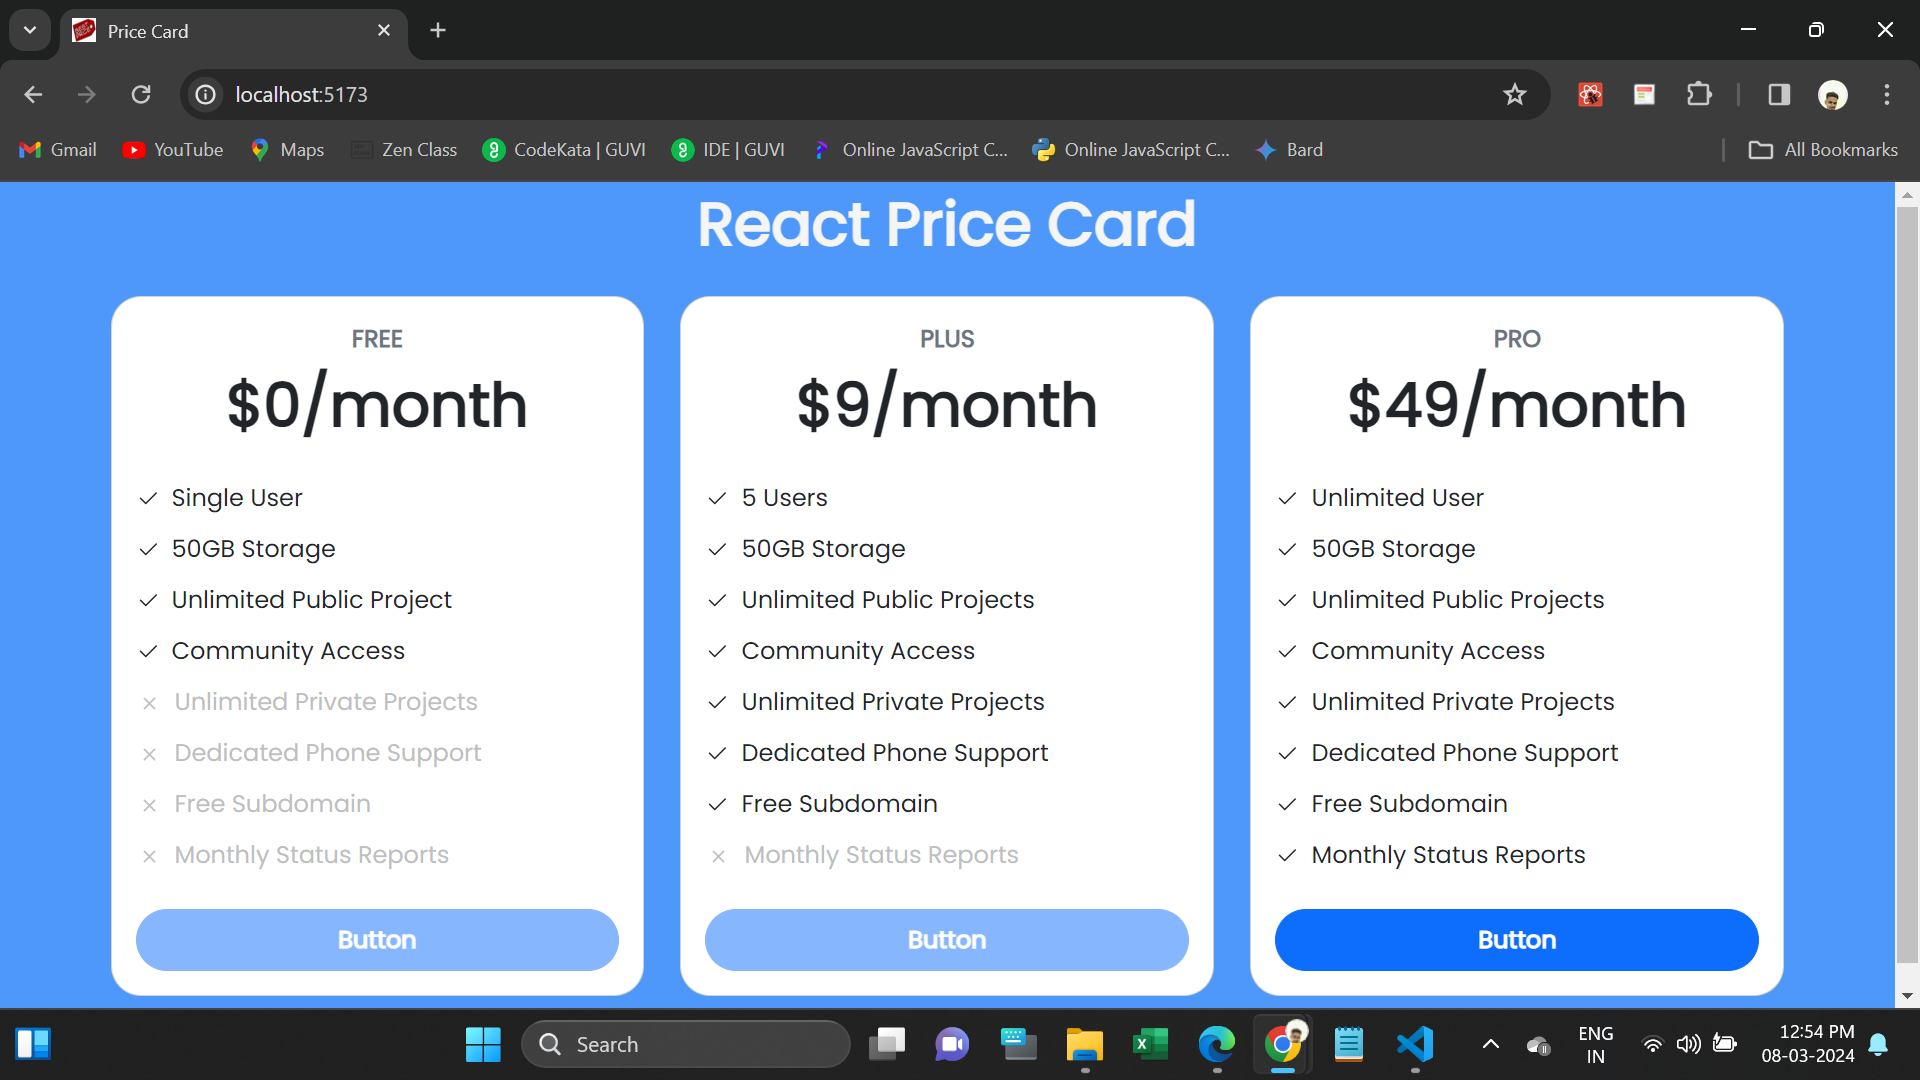 Price Card
localhost:5173
Gmail YouTube Maps Zen Class CodeKata | GUVI IDE | GUVI Online JavaScript C... Online JavaScript C... Bard All Bookmarks
React Price Card
FREE
$0/month
Single User
50GB Storage
Unlimited Public Project
Community Access
Unlimited Private Projects
Dedicated Phone Support
Free Subdomain
Monthly Status Reports
Button
PLUS
$9/month
5 Users
50GB Storage
Unlimited Public Projects
Community Access
Unlimited Private Projects
Dedicated Phone Support
Free Subdomain
Monthly Status Reports
Button
PRO
$49/month
Unlimited User
50GB Storage
Unlimited Public Projects
Community Access
Unlimited Private Projects
Dedicated Phone Support
Free Subdomain
Monthly Status Reports
Button
Search
ENG
IN
12:54 PM
08-03-2024